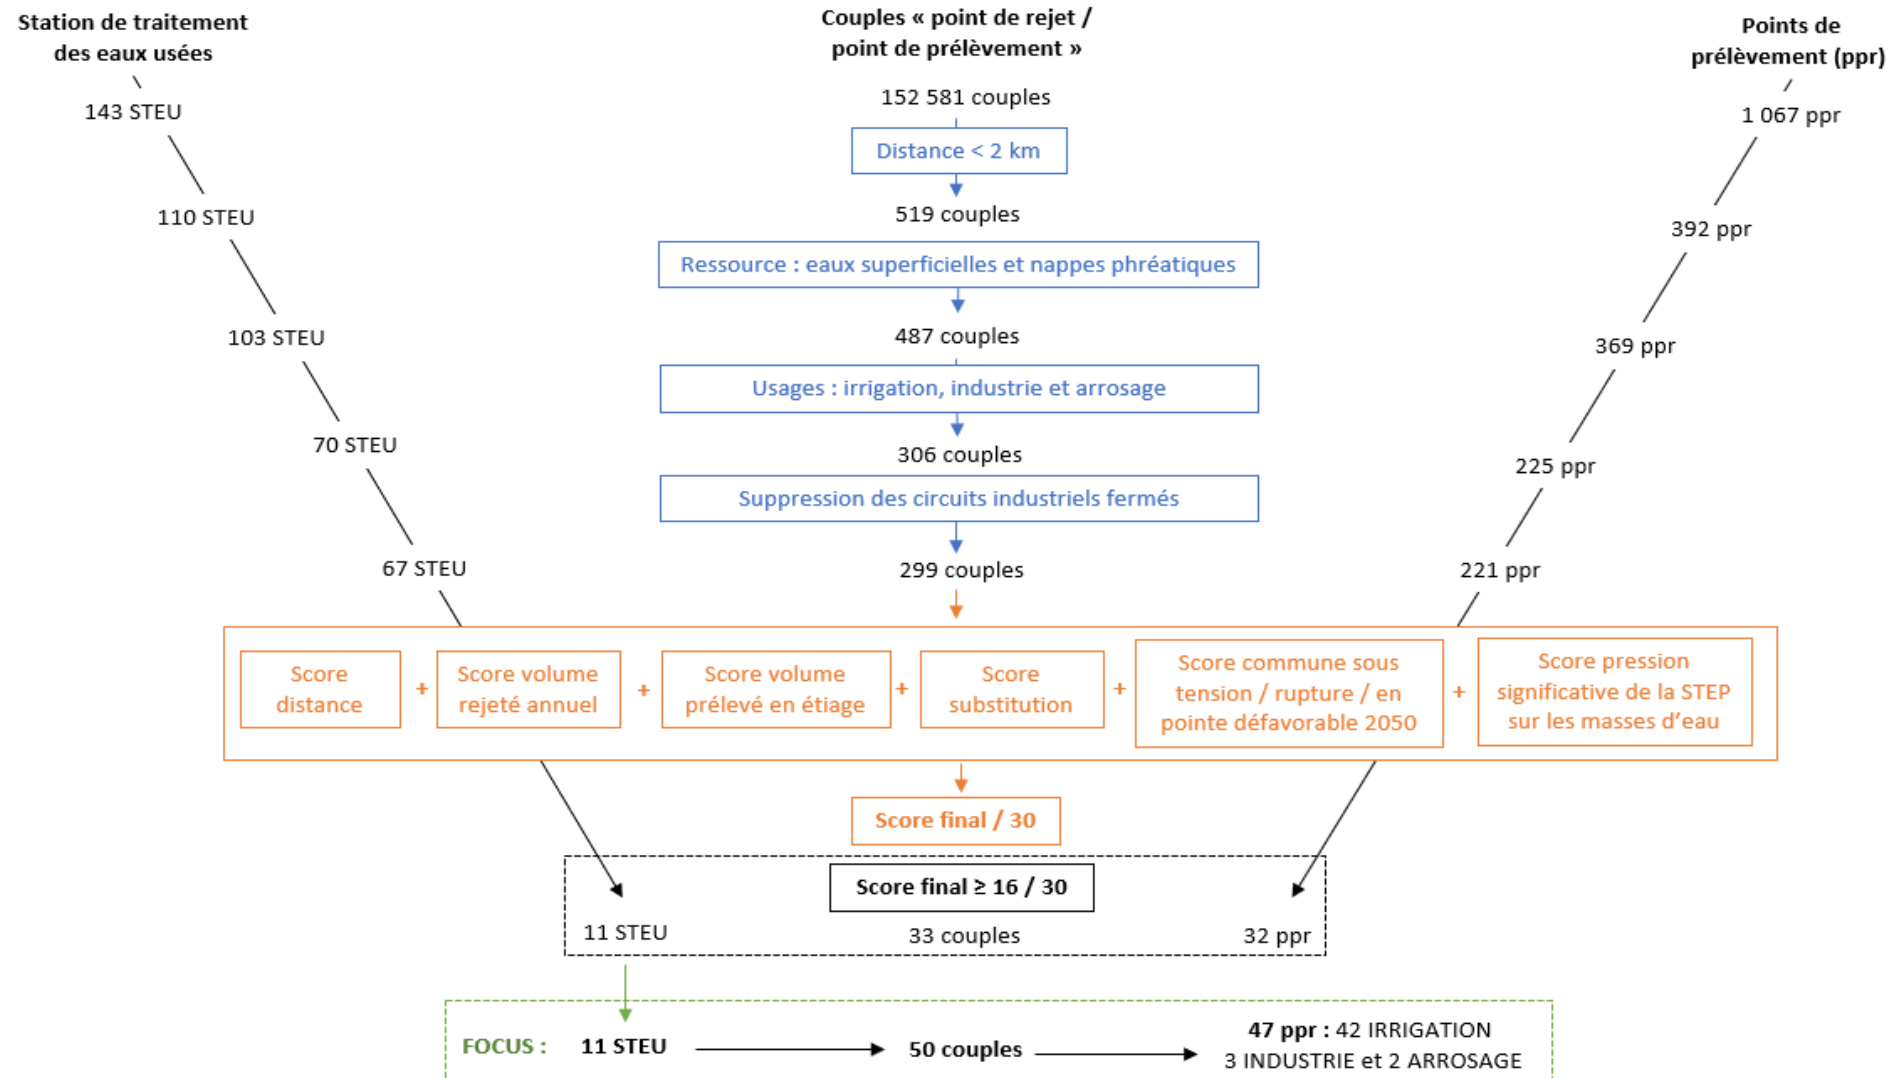 Station de traitement
des eaux usées
Couples « point de rejet /
point de prélèvement »
Points de
prélèvement (ppr)
143 STEU
152 581 couples
1 067 ppr
Distance < 2 km
110 STEU
519 couples
392 ppr
Ressource : eaux superficielles et nappes phréatiques
103 STEU
487 couples
369 ppr
Usages : irrigation, industrie et arrosage
70 STEU
306 couples
225 ppr
Suppression des circuits industriels fermés
67 STEU
299 couples
221 ppr
Score
distance
+
Score volume
rejeté annuel
+
Score volume
prélevé en étiage
+
Score
substitution
+
Score commune sous
tension / rupture / en
pointe défavorable 2050
+
Score pression
significative de la STEP
sur les masses d’eau
Score final / 30
Score final ≥ 16 / 30
11 STEU
33 couples
32 ppr
FOCUS :
11 STEU
50 couples
47 ppr : 42 IRRIGATION
3 INDUSTRIE et 2 ARROSAGE